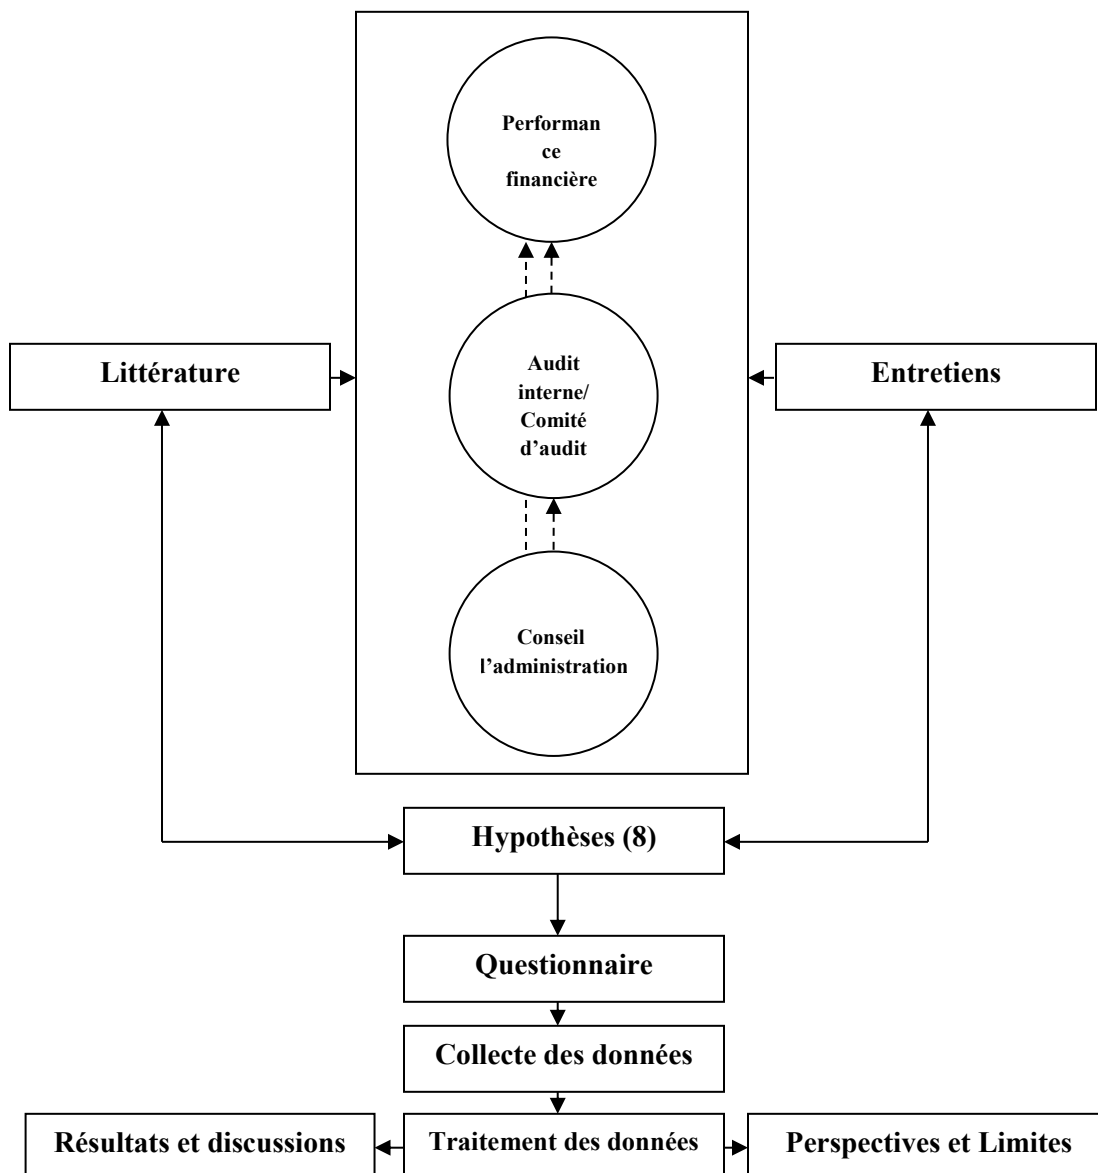 Performan
ce
financière
Littérature
Audit
interne/
Comité
d’audit
Entretiens
Conseil
l’administration
Hypothèses (8)
Questionnaire
Collecte des données
Résultats et discussions
Traitement des données
Perspectives et Limites